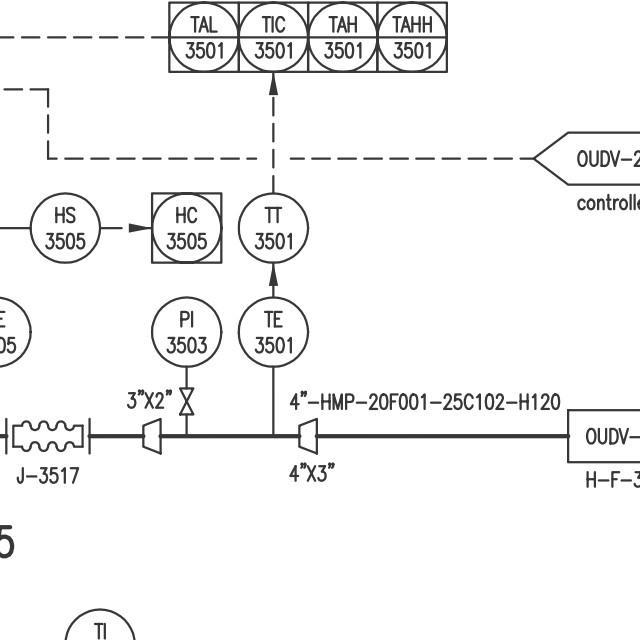 TAL TIC TAH TAHH
3501 3501 3501 3501
OUDV-2
HS HC TT
3505 3505 3501
PI TE
3503 3501
05
3"X2"
4"-HMP-20F001-25C102-H120
OUDV-
J-3517
4"X3"
H-F-3
5
TI